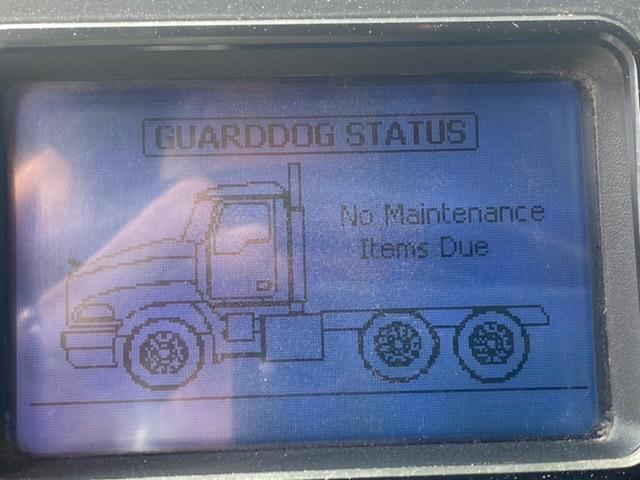 GUARDDOG STATUS
No Maintenance
Items Due